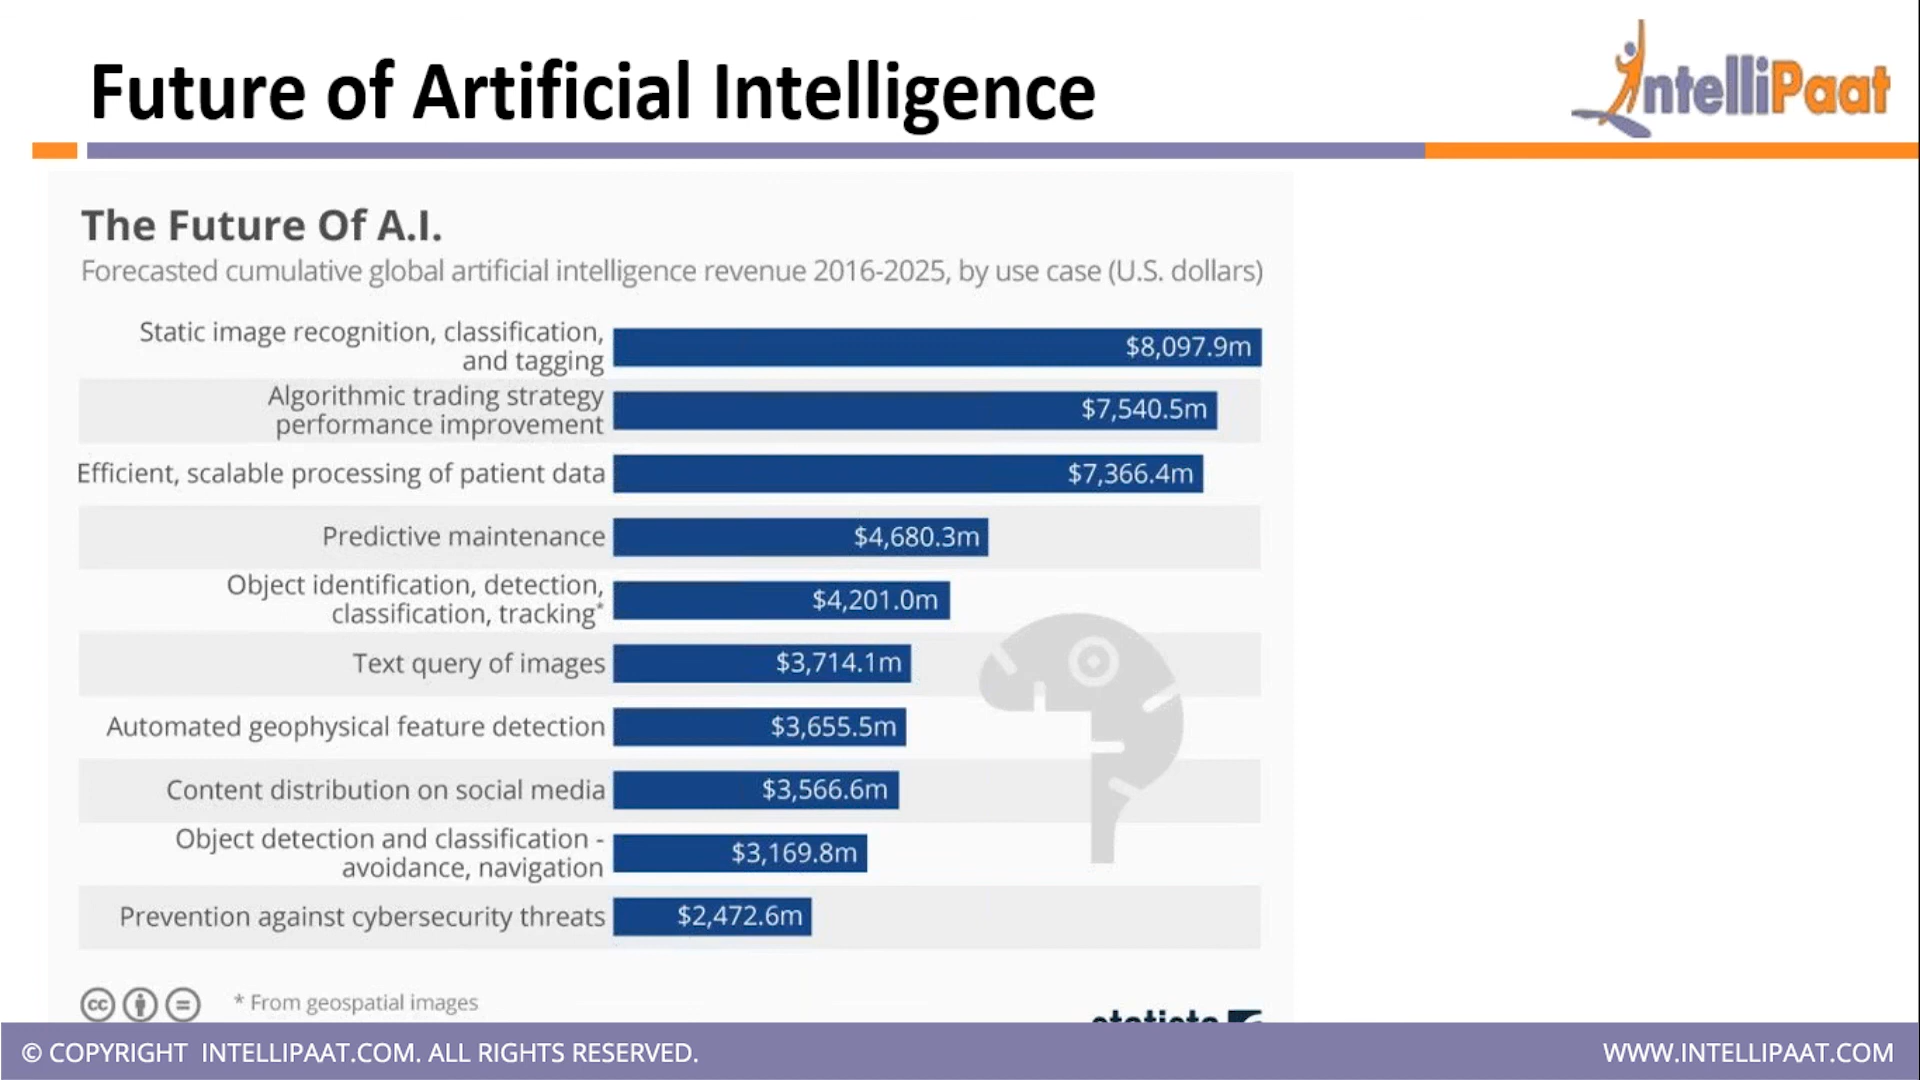 Future of Artificial Intelligence
IntelliPaat
The Future Of A.I.
Forecasted cumulative global artificial intelligence revenue 2016-2025, by use case (U.S. dollars)
Static image recognition, classification,
and tagging
$8,097.9m
Algorithmic trading strategy
performance improvement
$7,540.5m
Efficient, scalable processing of patient data
$7,366.4m
Predictive maintenance
$4,680.3m
Object identification, detection,
classification, tracking*
$4,201.0m
Text query of images
$3,714.1m
Automated geophysical feature detection
$3,655.5m
Content distribution on social media
$3,566.6m
Object detection and classification -
avoidance, navigation
$3,169.8m
Prevention against cybersecurity threats
$2,472.6m
cc
* From geospatial images
statista
© COPYRIGHT INTELLIPAAT.COM. ALL RIGHTS RESERVED.
WWW.INTELLIPAAT.COM